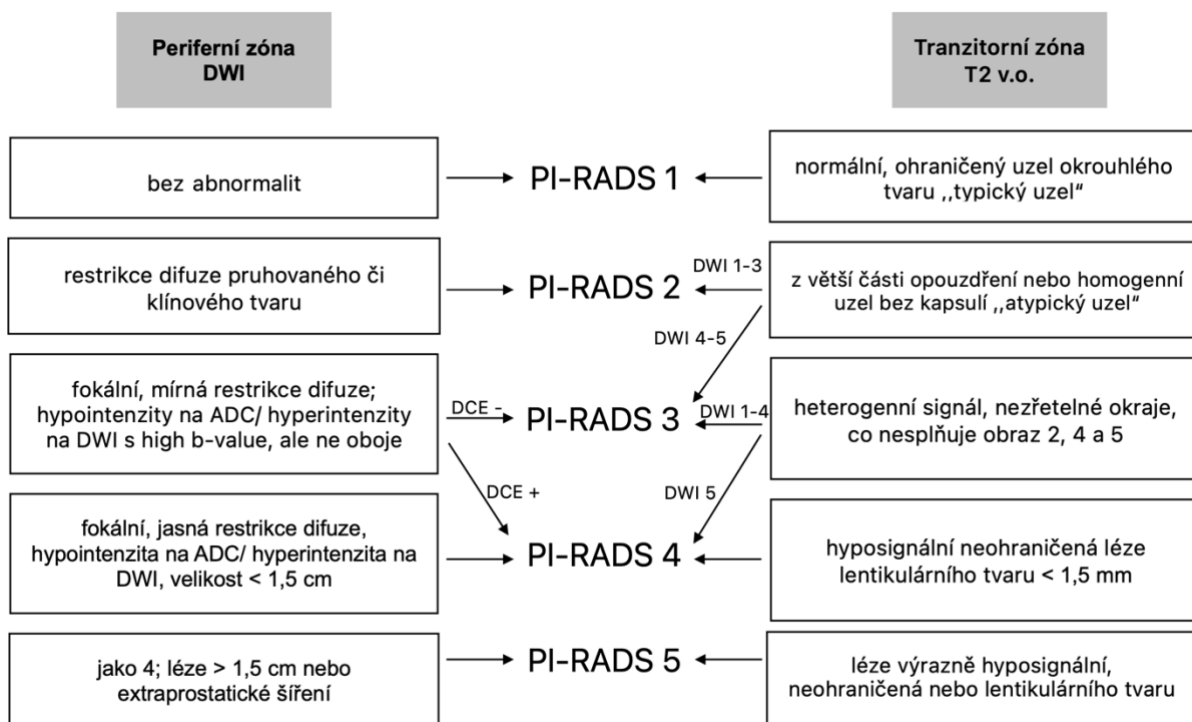 Periferní zóna
DWI
Tranzitorní zóna
T2 v.o.
bez abnormalit
PI-RADS 1
normální, ohraničený uzel okrouhlého
tvaru ,,typický uzel“
restrikce difuze pruhovaného či
klínového tvaru
PI-RADS 2
DWI 1-3
z větší části opouzdření nebo homogenní
uzel bez kapsulí ,,atypický uzel“
DWI 4-5
fokální, mírná restrikce difuze;
hypointenzity na ADC/ hyperintenzity
na DWI s high b-value, ale ne oboje
DCE -
PI-RADS 3
DWI 1-4
heterogenní signál, nezřetelné okraje,
co nesplňuje obraz 2, 4 a 5
DCE +
DWI 5
fokální, jasná restrikce difuze,
hypointenzita na ADC/ hyperintenzita na
DWI, velikost < 1,5 cm
PI-RADS 4
hyposignální neohraničená léze
lentikulárního tvaru < 1,5 mm
jako 4; léze > 1,5 cm nebo
extraprostatické šíření
PI-RADS 5
léze výrazně hyposignální,
neohraničená nebo lentikulárního tvaru